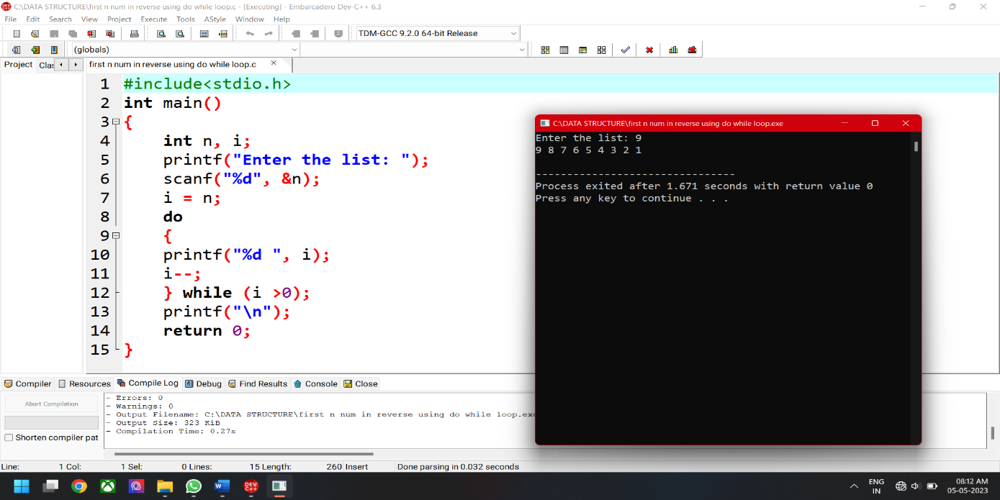 C:\DATA STRUCTURE\first n num in reverse using do while loop.c - [Executing] - Embarcadero Dev-C++ 6.3
File Edit Search View Project Execute Tools AStyle Window Help
TDM-GCC 9.2.0 64-bit Release
(globals)
Project Clas first n num in reverse using do while loop.c
1 #include<stdio.h>
2 int main()
3 {
4 int n, i;
5 printf("Enter the list: ");
6 scanf("%d", &n);
7 i = n;
8 do
9 {
10 printf("%d ", i);
11 i--;
12 } while (i >0);
13 printf("\n");
14 return 0;
15 }
C:\DATA STRUCTURE\first n num in reverse using do while loop.exe
Enter the list: 9
9 8 7 6 5 4 3 2 1
--------------------------------
Process exited after 1.671 seconds with return value 0
Press any key to continue . . .
Compiler Resources Compile Log Debug Find Results Console Close
Abort Compilation
Shorten compiler pat
- Errors: 0
- Warnings: 0
- Output Filename: C:\DATA STRUCTURE\first n num in reverse using do while loop.exe
- Output Size: 323 KiB
- Compilation Time: 0.27s
Line: 1 Col: 1 Sel: 0 Lines: 15 Length: 260 Insert Done parsing in 0.032 seconds
W DEV C++
ENG
IN
08:12 AM
05-05-2023